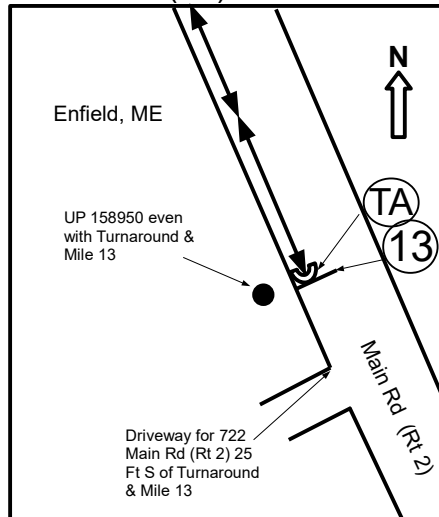 N
Enfield, ME
TA
UP 158950 even
with Turnaround &
Mile 13
13
Main Rd (Rt 2)
Driveway for 722
Main Rd (Rt 2) 25
Ft S of Turnaround
& Mile 13